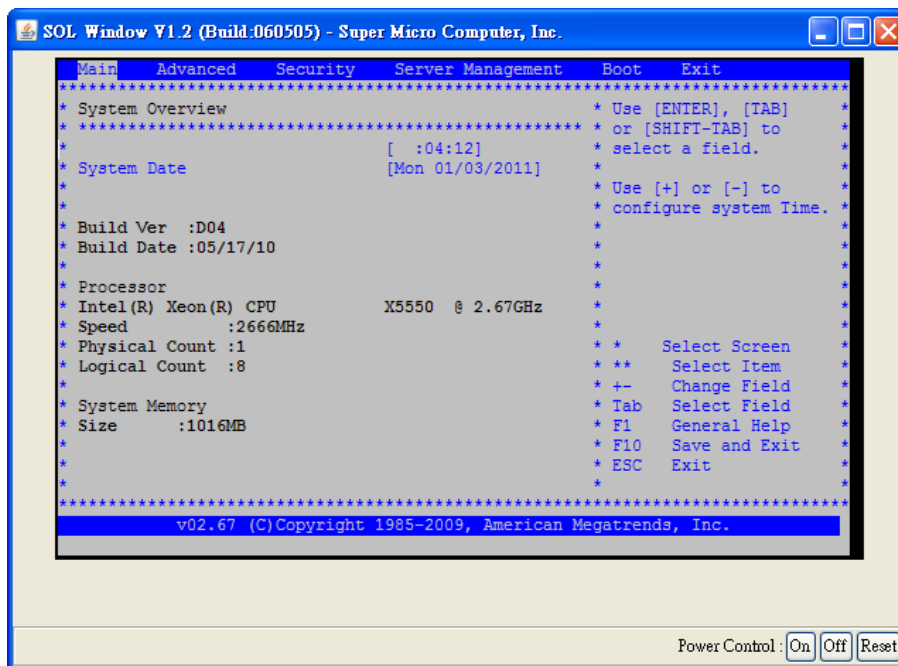 SOL Window V1.2 (Build:060505) - Super Micro Computer, Inc.
Main Advanced Security Server Management Boot Exit
********************************************************************************
* System Overview * Use [ENTER], [TAB] *
* *************************************************** * or [SHIFT-TAB] to *
* [ :04:12] * select a field. *
* System Date [Mon 01/03/2011] * *
* * Use [+] or [-] to *
* * configure system Time. *
* Build Ver :D04 * *
* Build Date :05/17/10 * *
* * *
* Processor * *
* Intel(R) Xeon(R) CPU X5550 @ 2.67GHz * *
* Speed :2666MHz * *
* Physical Count :1 * * Select Screen *
* Logical Count :8 * ** Select Item *
* * +- Change Field *
* System Memory * Tab Select Field *
* Size :1016MB * F1 General Help *
* * F10 Save and Exit *
* * ESC Exit *
* * *
********************************************************************************
v02.67 (C)Copyright 1985-2009, American Megatrends, Inc.
Power Control : On Off Reset